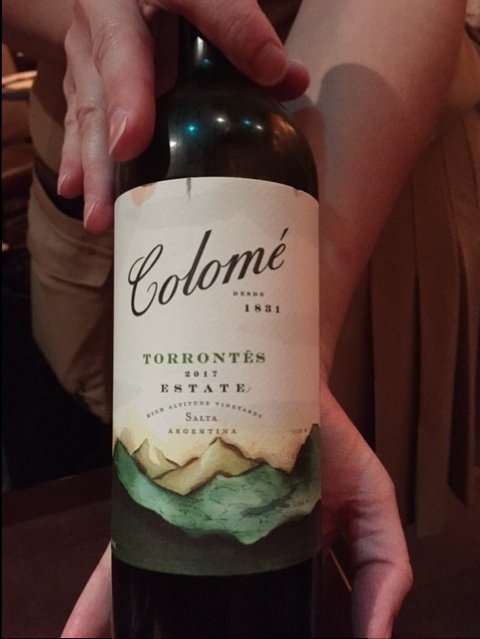 Colomé
DESDE
1831
TORRONTÉS
2017
ESTATE
HIGH ALTITUDE VINEYARDS
SALTA
ARGENTINA